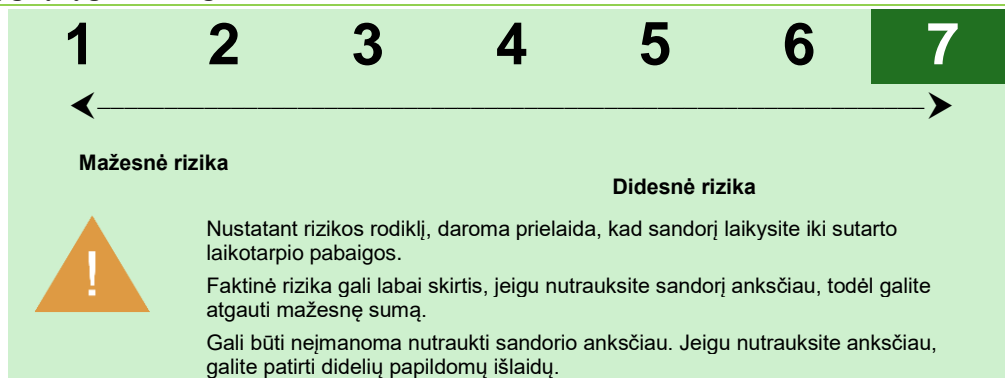 1 2 3 4 5 6 7
Mažesnė rizika
Didesnė rizika
!
Nustatant rizikos rodiklį, daroma prielaida, kad sandorį laikysite iki sutarto
laikotarpio pabaigos.
Faktinė rizika gali labai skirtis, jeigu nutrauksite sandorį anksčiau, todėl galite
atgauti mažesnę sumą.
Gali būti neįmanoma nutraukti sandorio anksčiau. Jeigu nutrauksite anksčiau,
galite patirti didelių papildomų išlaidų.